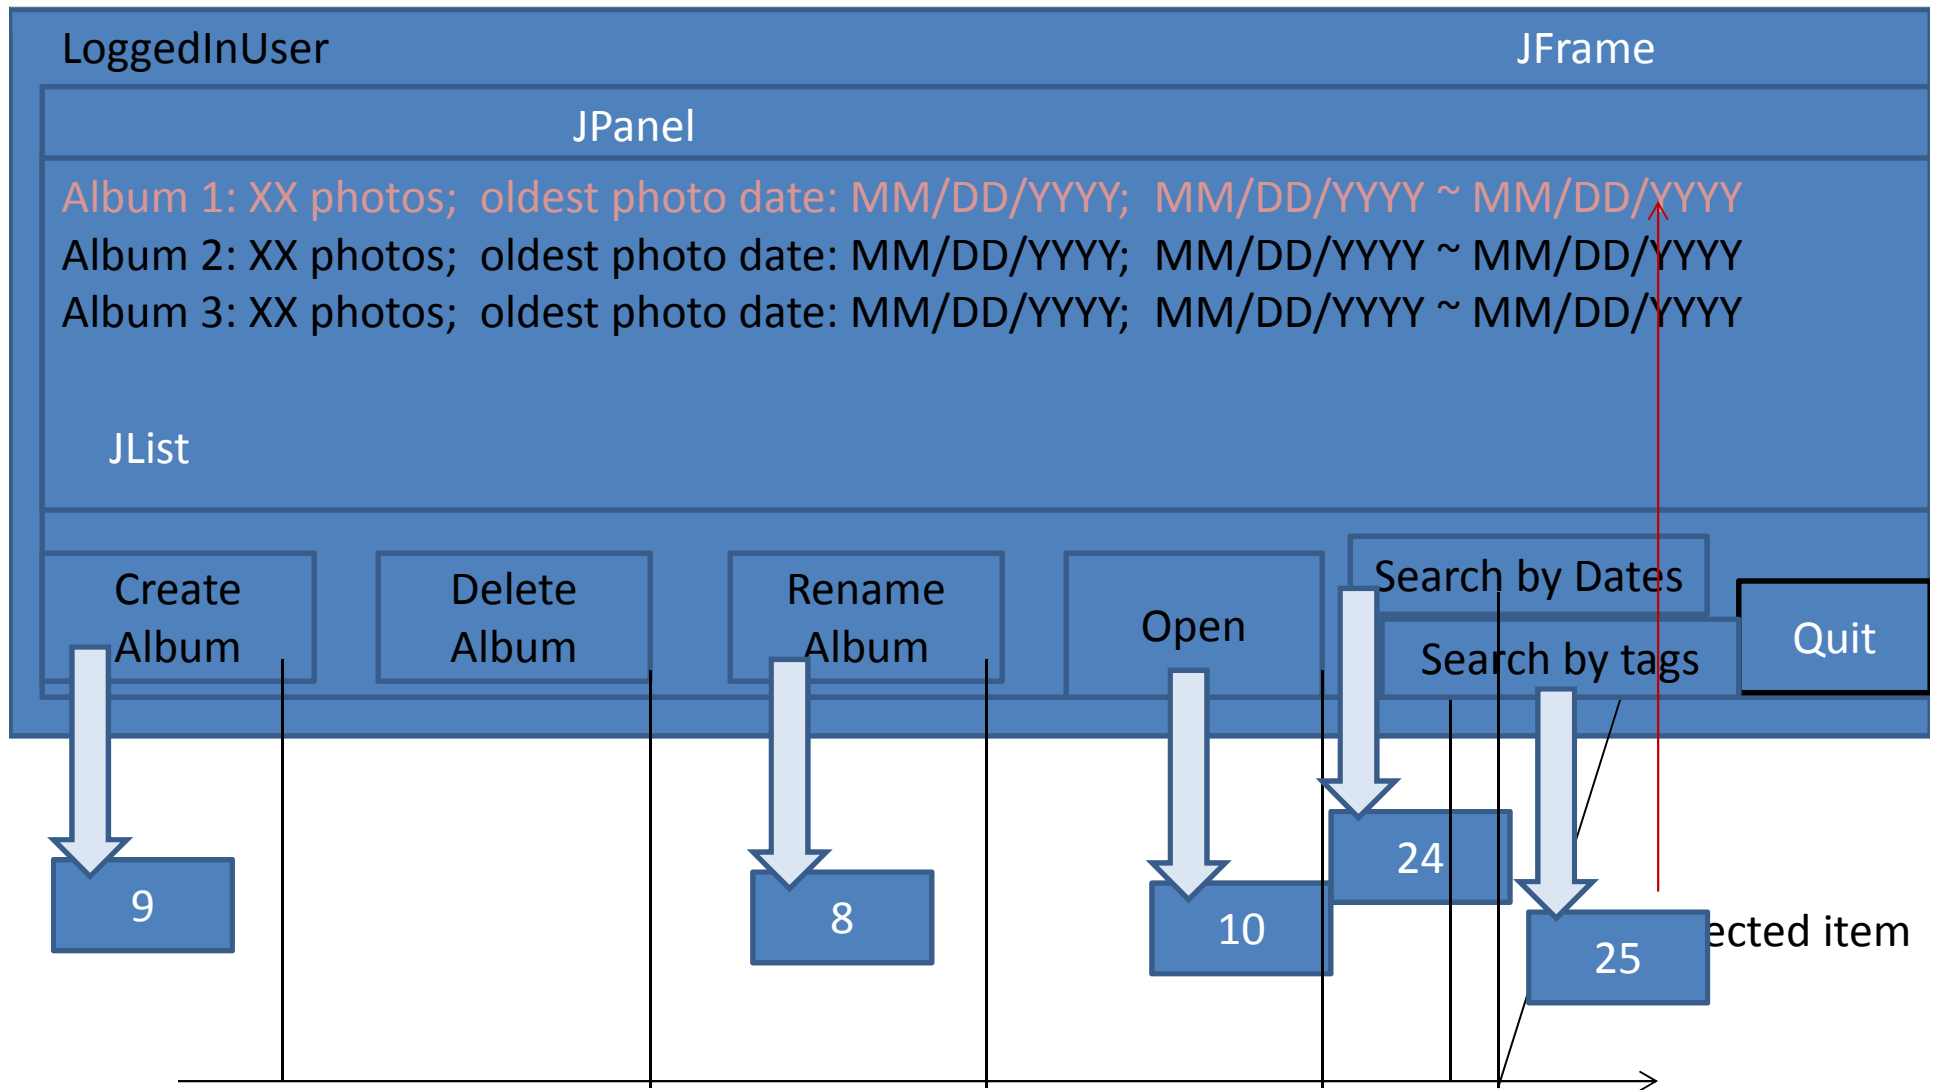 LoggedInUser JFrame
JPanel
Album 1: XX photos;  oldest photo date: MM/DD/YYYY;  MM/DD/YYYY ~ MM/DD/YYYY
Album 2: XX photos;  oldest photo date: MM/DD/YYYY;  MM/DD/YYYY ~ MM/DD/YYYY
Album 3: XX photos;  oldest photo date: MM/DD/YYYY;  MM/DD/YYYY ~ MM/DD/YYYY
JList
Create
Album
Delete
Album
Rename
Album
Open
Search by Dates
Search by tags
Quit
9
8
10
24
25
item